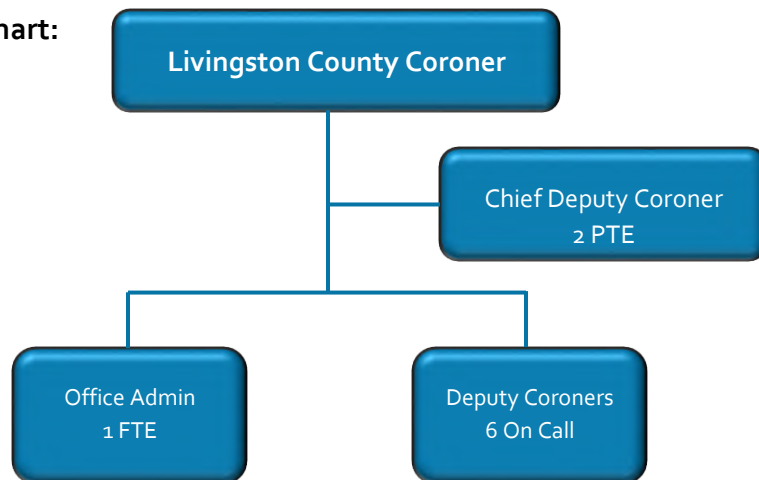 hart:
Livingston County Coroner
Chief Deputy Coroner
2 PTE
Office Admin
1 FTE
Deputy Coroners
6 On Call